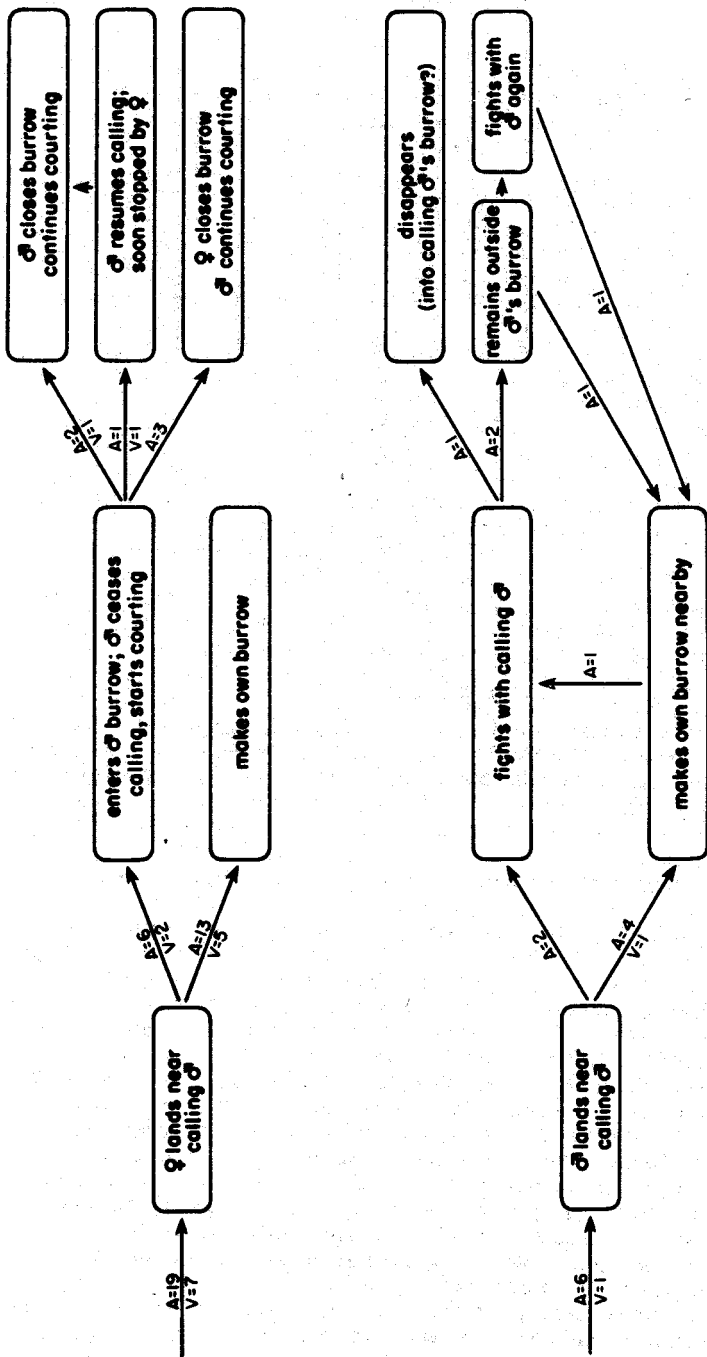 A=19
V=7
♀ lands near
calling ♂
A=6
V=2
A=13
V=5
enters ♂ burrow; ♂ ceases
calling, starts courting
makes own burrow
A=2
V=1
A=1
V=1
A=3
♂ closes burrow
continues courting
♂ resumes calling;
soon stopped by ♀
♀ closes burrow
♂ continues courting
A=6
V=1
♂ lands near
calling ♂
A=2
A=4
V=1
fights with calling ♂
A=1
makes own burrow nearby
A=1
A=2
disappears
(into calling ♂'s burrow?)
remains outside
♂'s burrow
fights with
♂ again
A=1
A=1